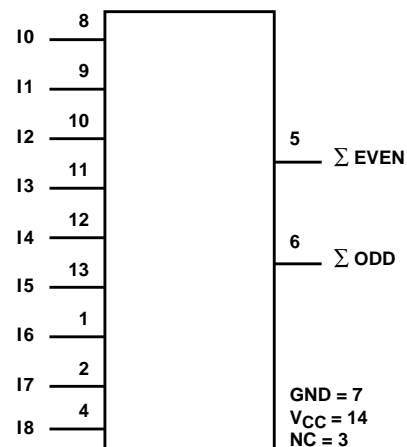 I0 8
I1 9
I2 10
I3 11
I4 12
I5 13
I6 1
I7 2
I8 4
5 Σ EVEN
6 Σ ODD
GND = 7
VCC = 14
NC = 3